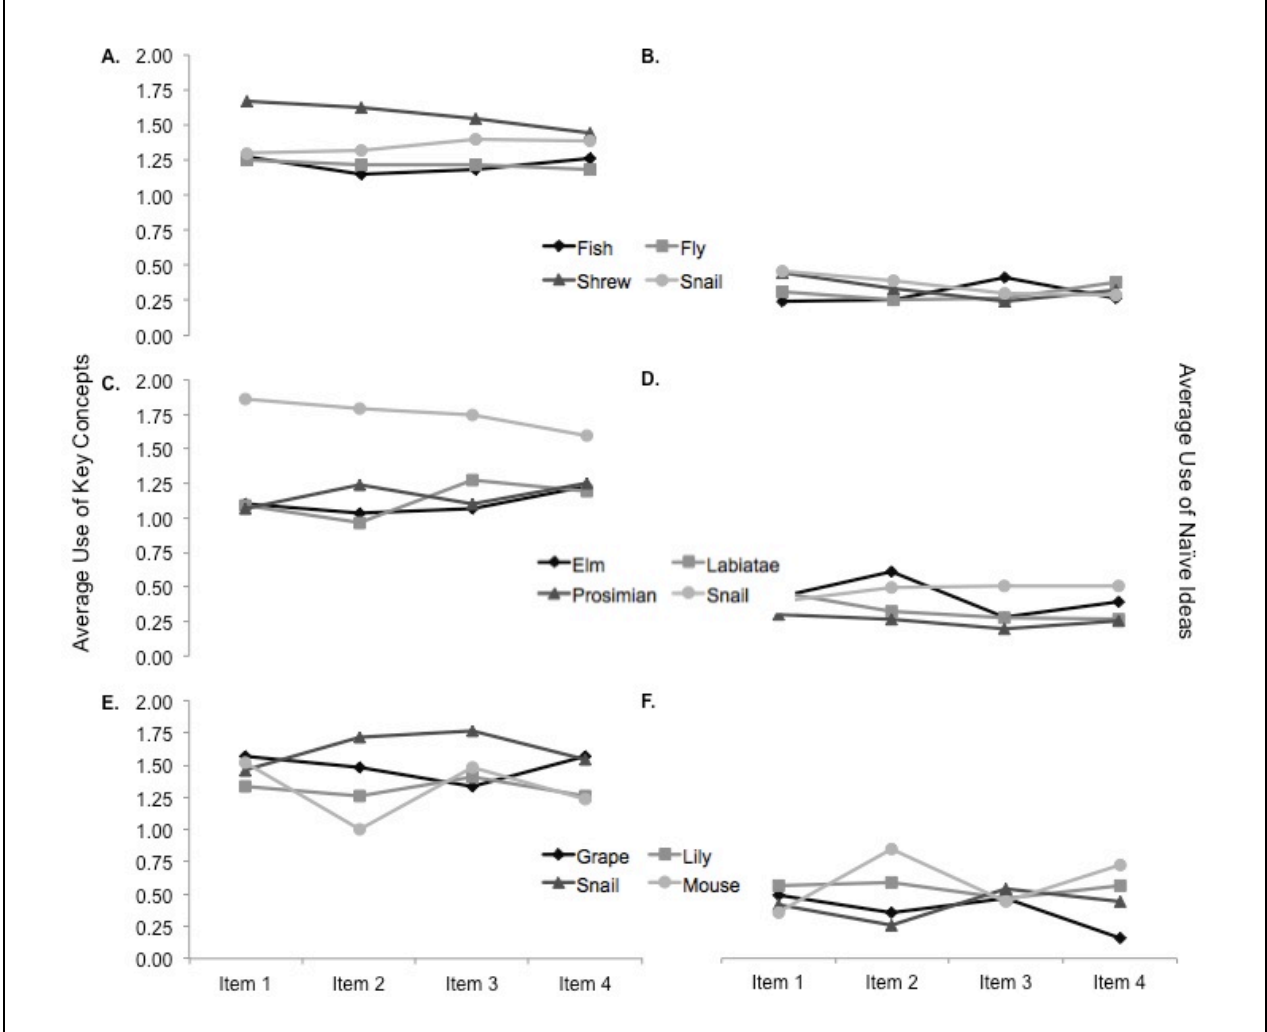 A. 2.00 B.
1.75
1.50
1.25
1.00
0.75
0.50
0.25
0.00
Fish Fly
Shrew Snail
Average Use of Key Concepts
Average Use of Naïve Ideas
C. 2.00 D.
1.75
1.50
1.25
1.00
0.75
0.50
0.25
0.00
Elm Labiatae
Prosimian Snail
E. 2.00 F.
1.75
1.50
1.25
1.00
0.75
0.50
0.25
0.00
Grape Lily
Snail Mouse
Item 1 Item 2 Item 3 Item 4 Item 1 Item 2 Item 3 Item 4